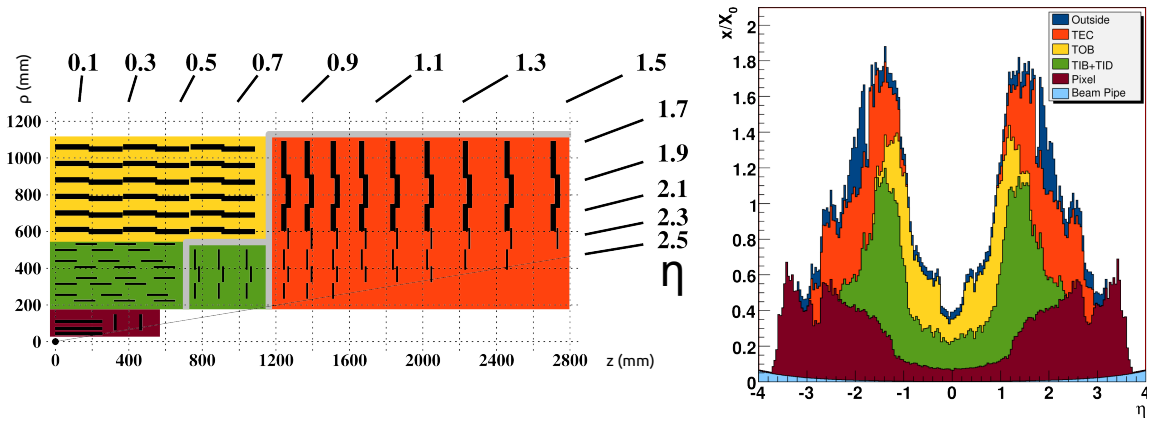 0.1 0.3 0.5 0.7 0.9 1.1 1.3 1.5
1.7
1.9
2.1
2.3
2.5
η
ρ (mm)
1200
1000
800
600
400
200
0
0 400 800 1200 1600 2000 2400 2800 z (mm)
x/X0
2
1.8
1.6
1.4
1.2
1
0.8
0.6
0.4
0.2
0
Outside
TEC
TOB
TIB+TID
Pixel
Beam Pipe
-4 -3 -2 -1 0 1 2 3 4
η